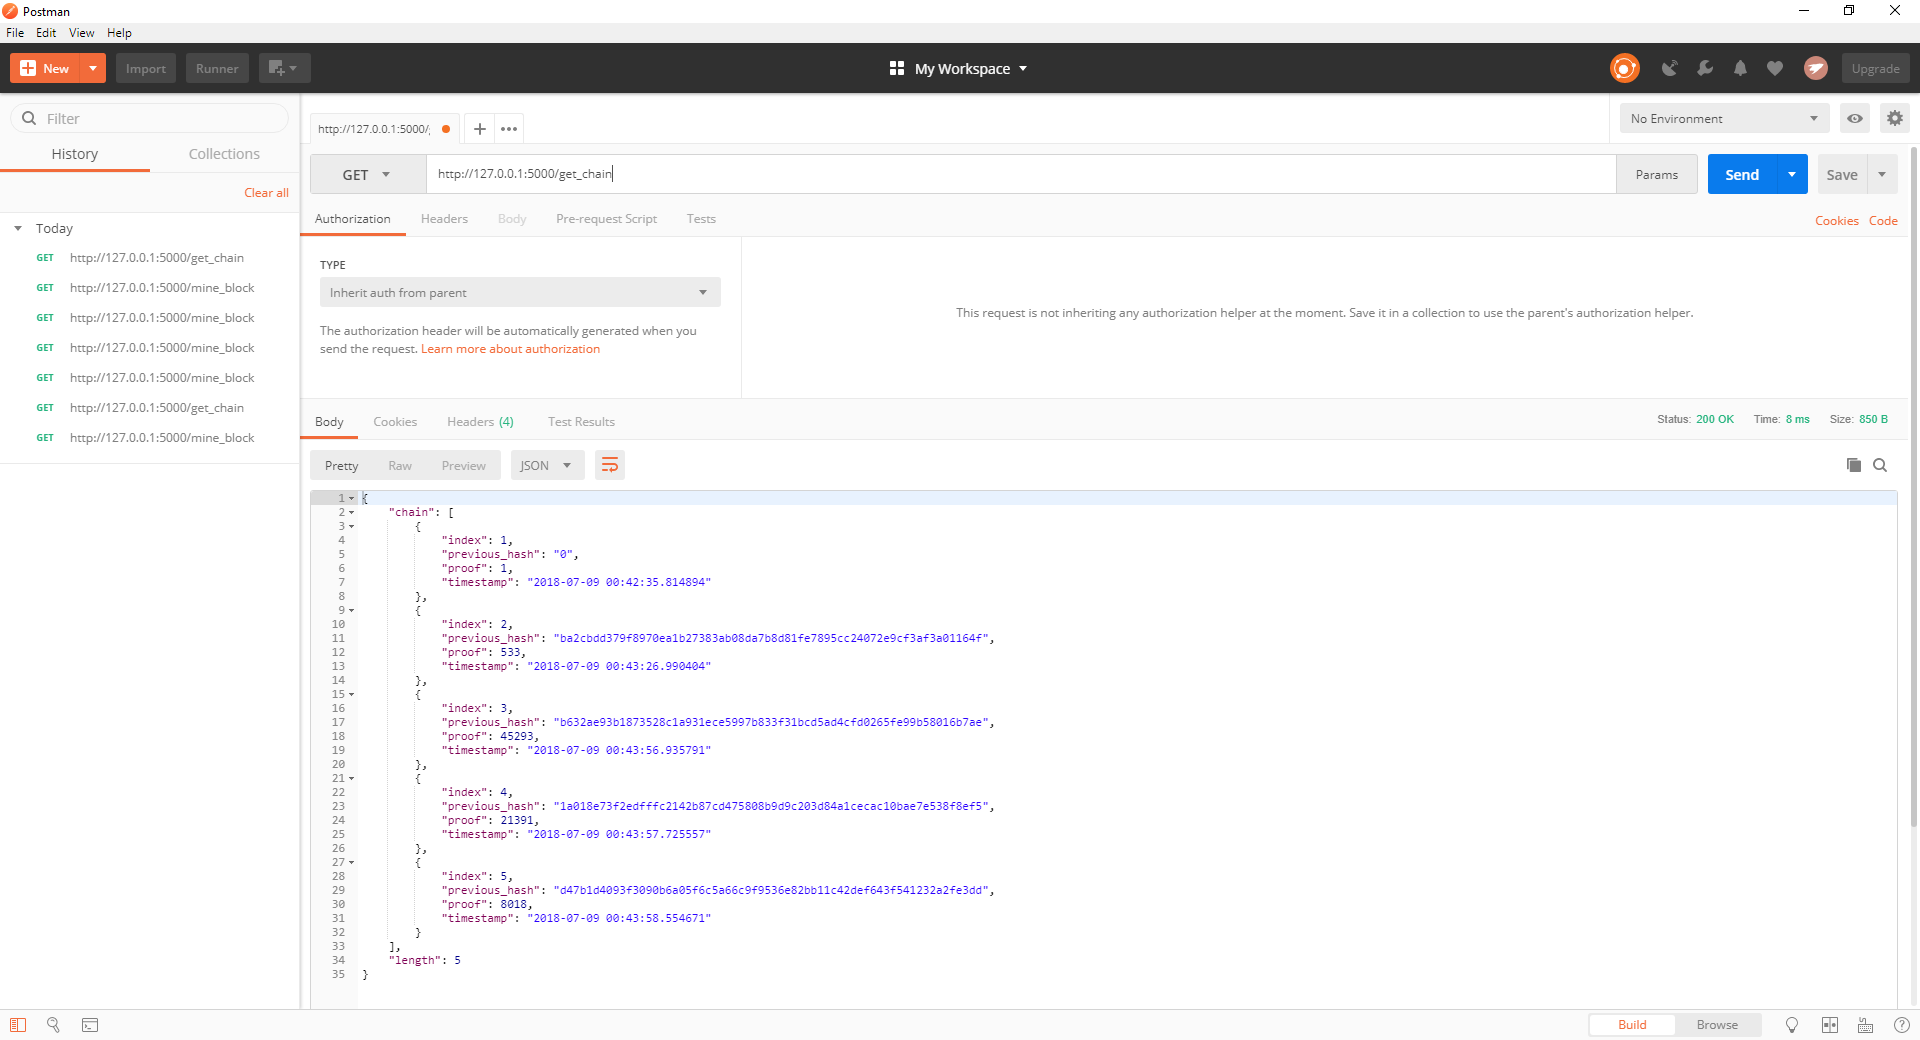 Postman
File Edit View Help
New Import Runner My Workspace Upgrade
Filter
History Collections
Clear all
Today
GET http://127.0.0.1:5000/get_chain
GET http://127.0.0.1:5000/mine_block
GET http://127.0.0.1:5000/mine_block
GET http://127.0.0.1:5000/mine_block
GET http://127.0.0.1:5000/mine_block
GET http://127.0.0.1:5000/get_chain
GET http://127.0.0.1:5000/mine_block
http://127.0.0.1:5000/ No Environment
GET http://127.0.0.1:5000/get_chain Params Send Save
Authorization Headers Body Pre-request Script Tests Cookies Code
TYPE
Inherit auth from parent
The authorization header will be automatically generated when you
send the request. Learn more about authorization
This request is not inheriting any authorization helper at the moment. Save it in a collection to use the parent's authorization helper.
Body Cookies Headers (4) Test Results Status: 200 OK Time: 8 ms Size: 850 B
Pretty Raw Preview JSON
1 {
2 "chain": [
3 {
4 "index": 1,
5 "previous_hash": "0",
6 "proof": 1,
7 "timestamp": "2018-07-09 00:42:35.814894"
8 },
9 {
10 "index": 2,
11 "previous_hash": "ba2cbdd379f8970ea1b27383ab08da7b8d81fe7895cc24072e9cf3af3a01164f",
12 "proof": 533,
13 "timestamp": "2018-07-09 00:43:26.990404"
14 },
15 {
16 "index": 3,
17 "previous_hash": "b632ae93b1873528c1a931ece5997b833f31bcd5ad4cfd0265fe99b58016b7ae",
18 "proof": 45293,
19 "timestamp": "2018-07-09 00:43:56.935791"
20 },
21 {
22 "index": 4,
23 "previous_hash": "1a018e73f2edfffc2142b87cd475808b9d9c203d84a1cecac10bae7e538f8ef5",
24 "proof": 21391,
25 "timestamp": "2018-07-09 00:43:57.725557"
26 },
27 {
28 "index": 5,
29 "previous_hash": "d47b1d4093f3090b6a05f6c5a66c9f9536e82bb11c42def643f541232a2fe3dd",
30 "proof": 8018,
31 "timestamp": "2018-07-09 00:43:58.554671"
32 }
33 ],
34 "length": 5
35 }
Build Browse